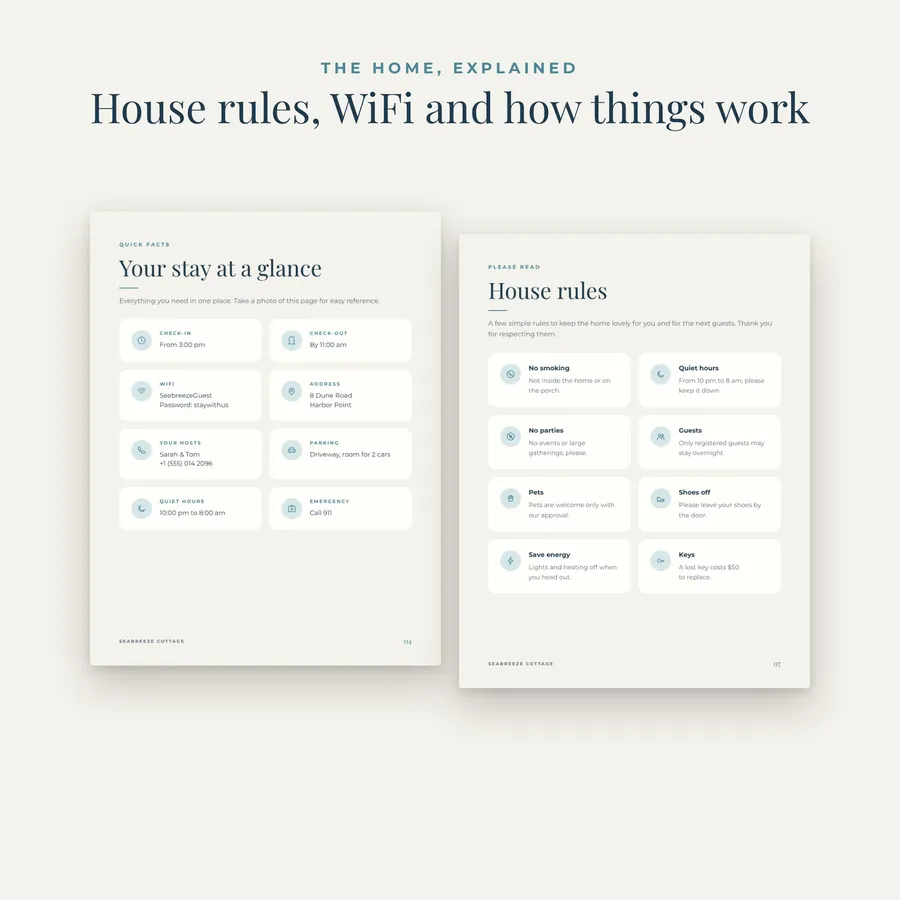 THE HOME, EXPLAINED
House rules, WiFi and how things work
QUICK FACTS
Your stay at a glance
Everything you need in one place. Take a photo of this page for easy reference.
CHECK-IN
From 3:00 pm
CHECK-OUT
By 11:00 am
WIFI
SeabreezeGuest
Password: staywithus
ADDRESS
8 Dune Road
Harbor Point
YOUR HOSTS
Sarah & Tom
+1 (555) 014 2096
PARKING
Driveway, room for 2 cars
QUIET HOURS
10:00 pm to 8:00 am
EMERGENCY
Call 911
SEABREEZE COTTAGE
04
PLEASE READ
House rules
A few simple rules to keep the home lovely for you and for the next guests. Thank you
for respecting them.
No smoking
Not inside the home or on
the porch.
Quiet hours
From 10 pm to 8 am, please
keep it down
No parties
No events or large
gatherings, please.
Guests
Only registered guests may
stay overnight
Pets
Pets are welcome only with
our approval.
Shoes off
Please leave your shoes by
the door.
Save energy
Lights and heating off when
you head out.
Keys
A lost key costs $50
to replace.
SEABREEZE COTTAGE
07